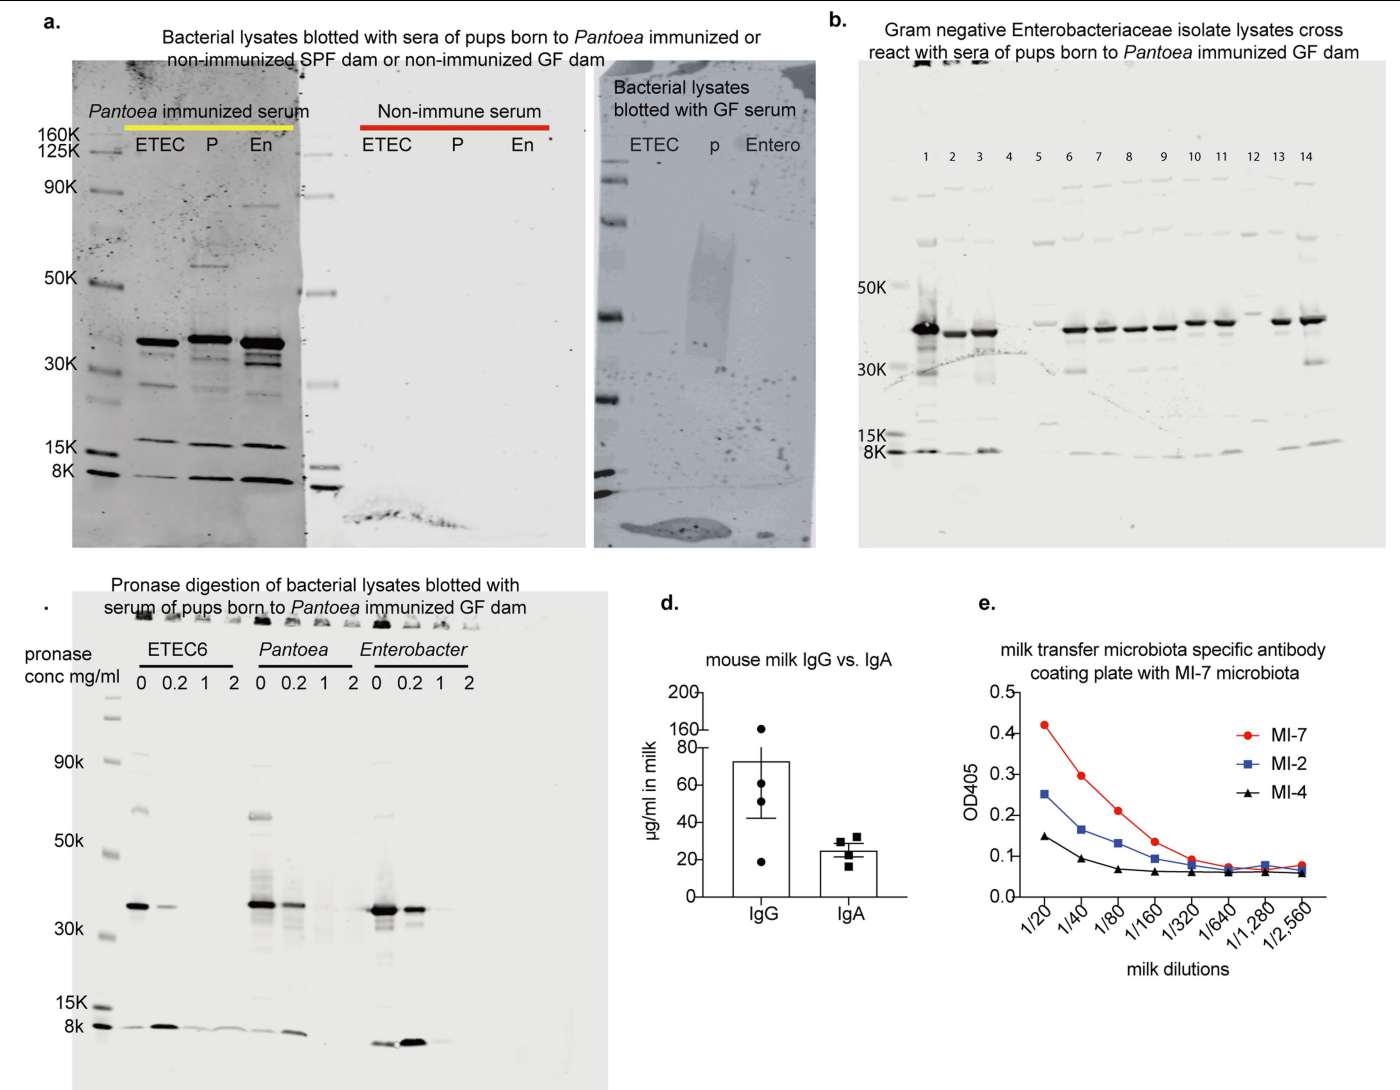 a.
Bacterial lysates blotted with sera of pups born to Pantoea immunized or
non-immunized SPF dam or non-immunized GF dam
Pantoea immunized serum
ETEC P En
Non-immune serum
ETEC P En
Bacterial lysates
blotted with GF serum
ETEC p Entero
160K
125K
90K
50K
30K
15K
8K
b.
Gram negative Enterobacteriaceae isolate lysates cross
react with sera of pups born to Pantoea immunized GF dam
1 2 3 4 5 6 7 8 9 10 11 12 13 14
50K
30K
15K
8K
.
Pronase digestion of bacterial lysates blotted with
serum of pups born to Pantoea immunized GF dam
ETEC6 Pantoea Enterobacter
pronase
conc mg/ml
0 0.2 1 2 0 0.2 1 2 0 0.2 1 2
90k
50k
30k
15K
8k
d.
mouse milk IgG vs. IgA
µg/ml in milk
200
160
80
60
40
20
0
IgG IgA
e.
milk transfer microbiota specific antibody
coating plate with MI-7 microbiota
OD405
0.5
0.4
0.3
0.2
0.1
0.0
MI-7
MI-2
MI-4
1/20 1/40 1/80 1/160 1/320 1/640 1/1,280 1/2,560
milk dilutions